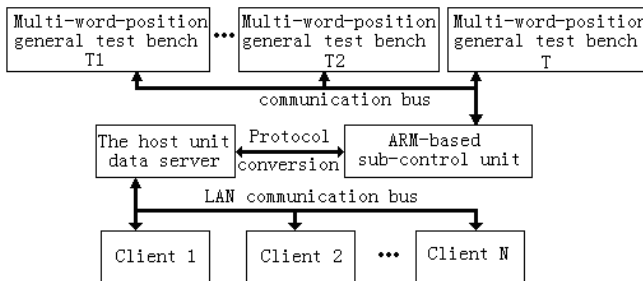 Multi-word-position
general test bench
T1
•••
Multi-word-position
general test bench
T2
Multi-word-position
general test bench
T
communication bus
The host unit
data server
Protocol
conversion
ARM-based
sub-control unit
LAN communication bus
Client 1
Client 2
•••
Client N